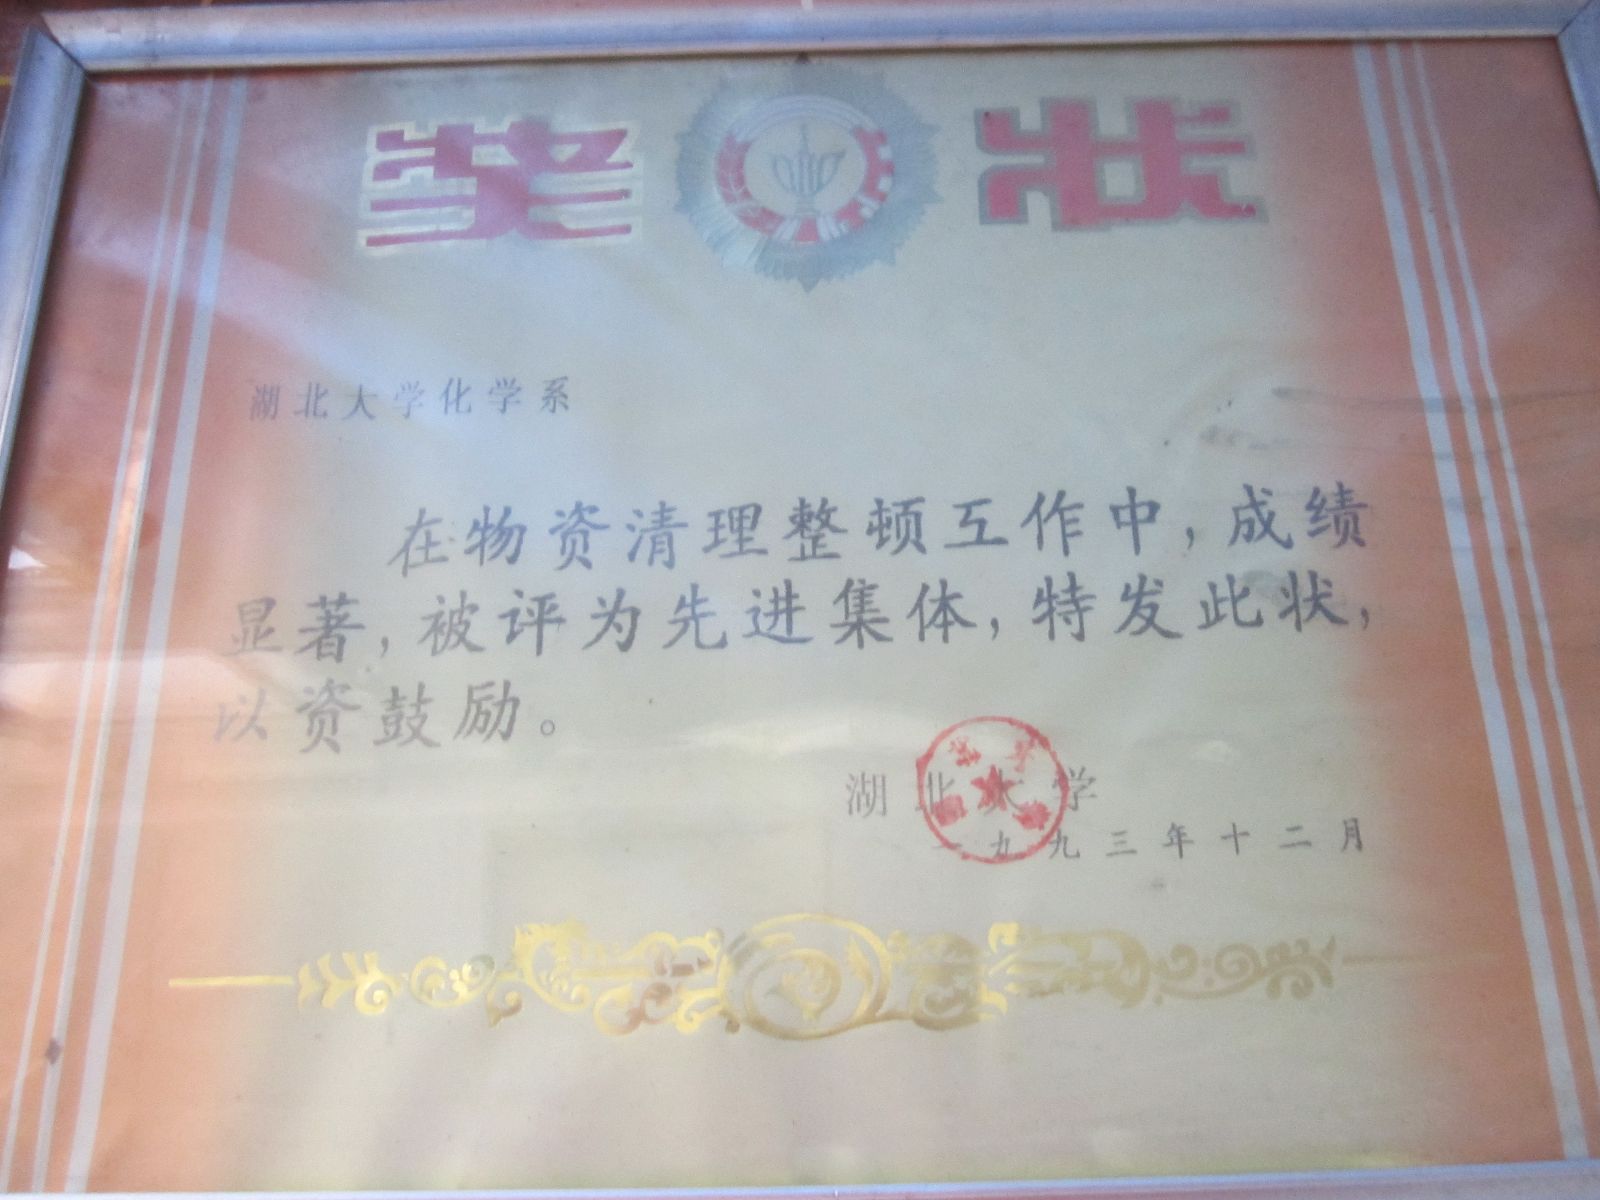 奖状
湖北大学化学系
在物资清理整顿工作中,成绩
显著,被评为先进集体,特发此状,
以资鼓励。
湖北大学
一九九三年十二月